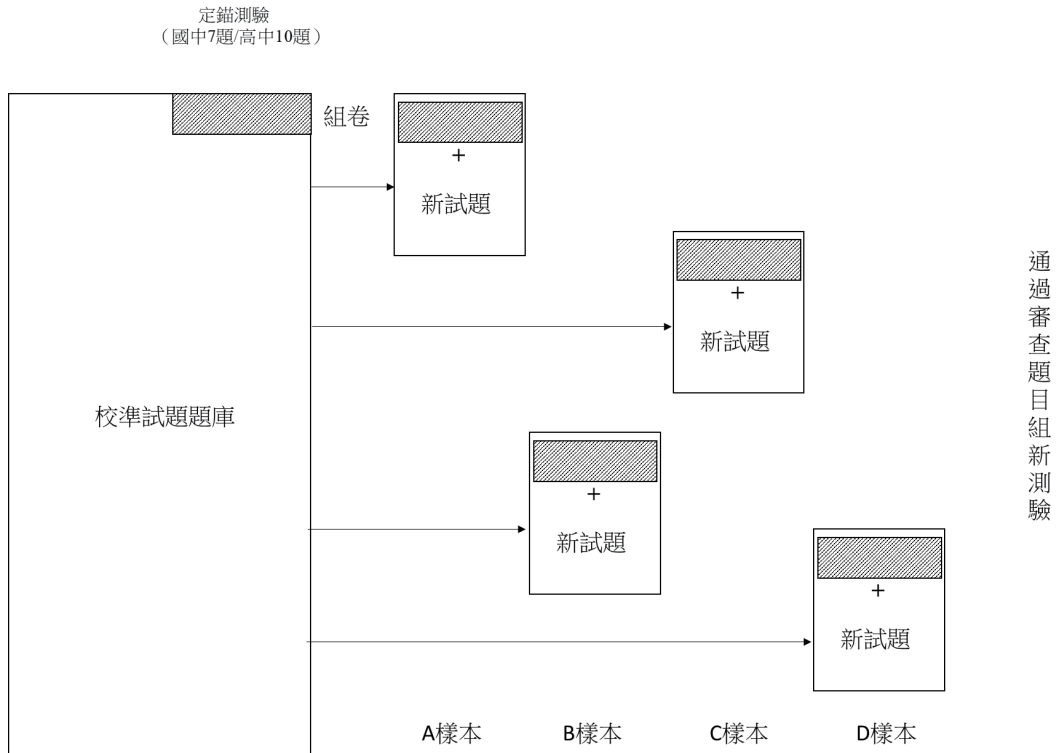 定錨測驗
（國中7題/高中10題）
組卷
+
新試題
+
新試題
校準試題題庫
+
新試題
+
新試題
A樣本
B樣本
C樣本
D樣本
通過審查題目組新測驗